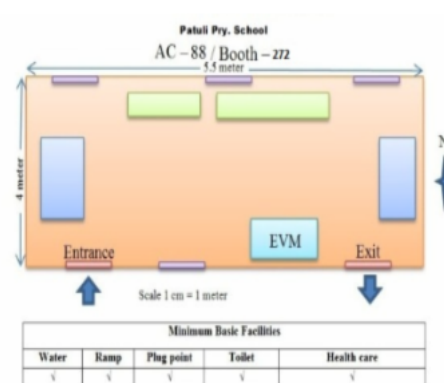 Patuli Pry. School
AC – 88 / Booth – 272
5.5 meter
4 meter
N
EVM
Entrance
Exit
Scale 1 cm = 1 meter
Minimum Basic Facilities
Water Ramp Plug point Toilet Health care
√ √ √ √ √